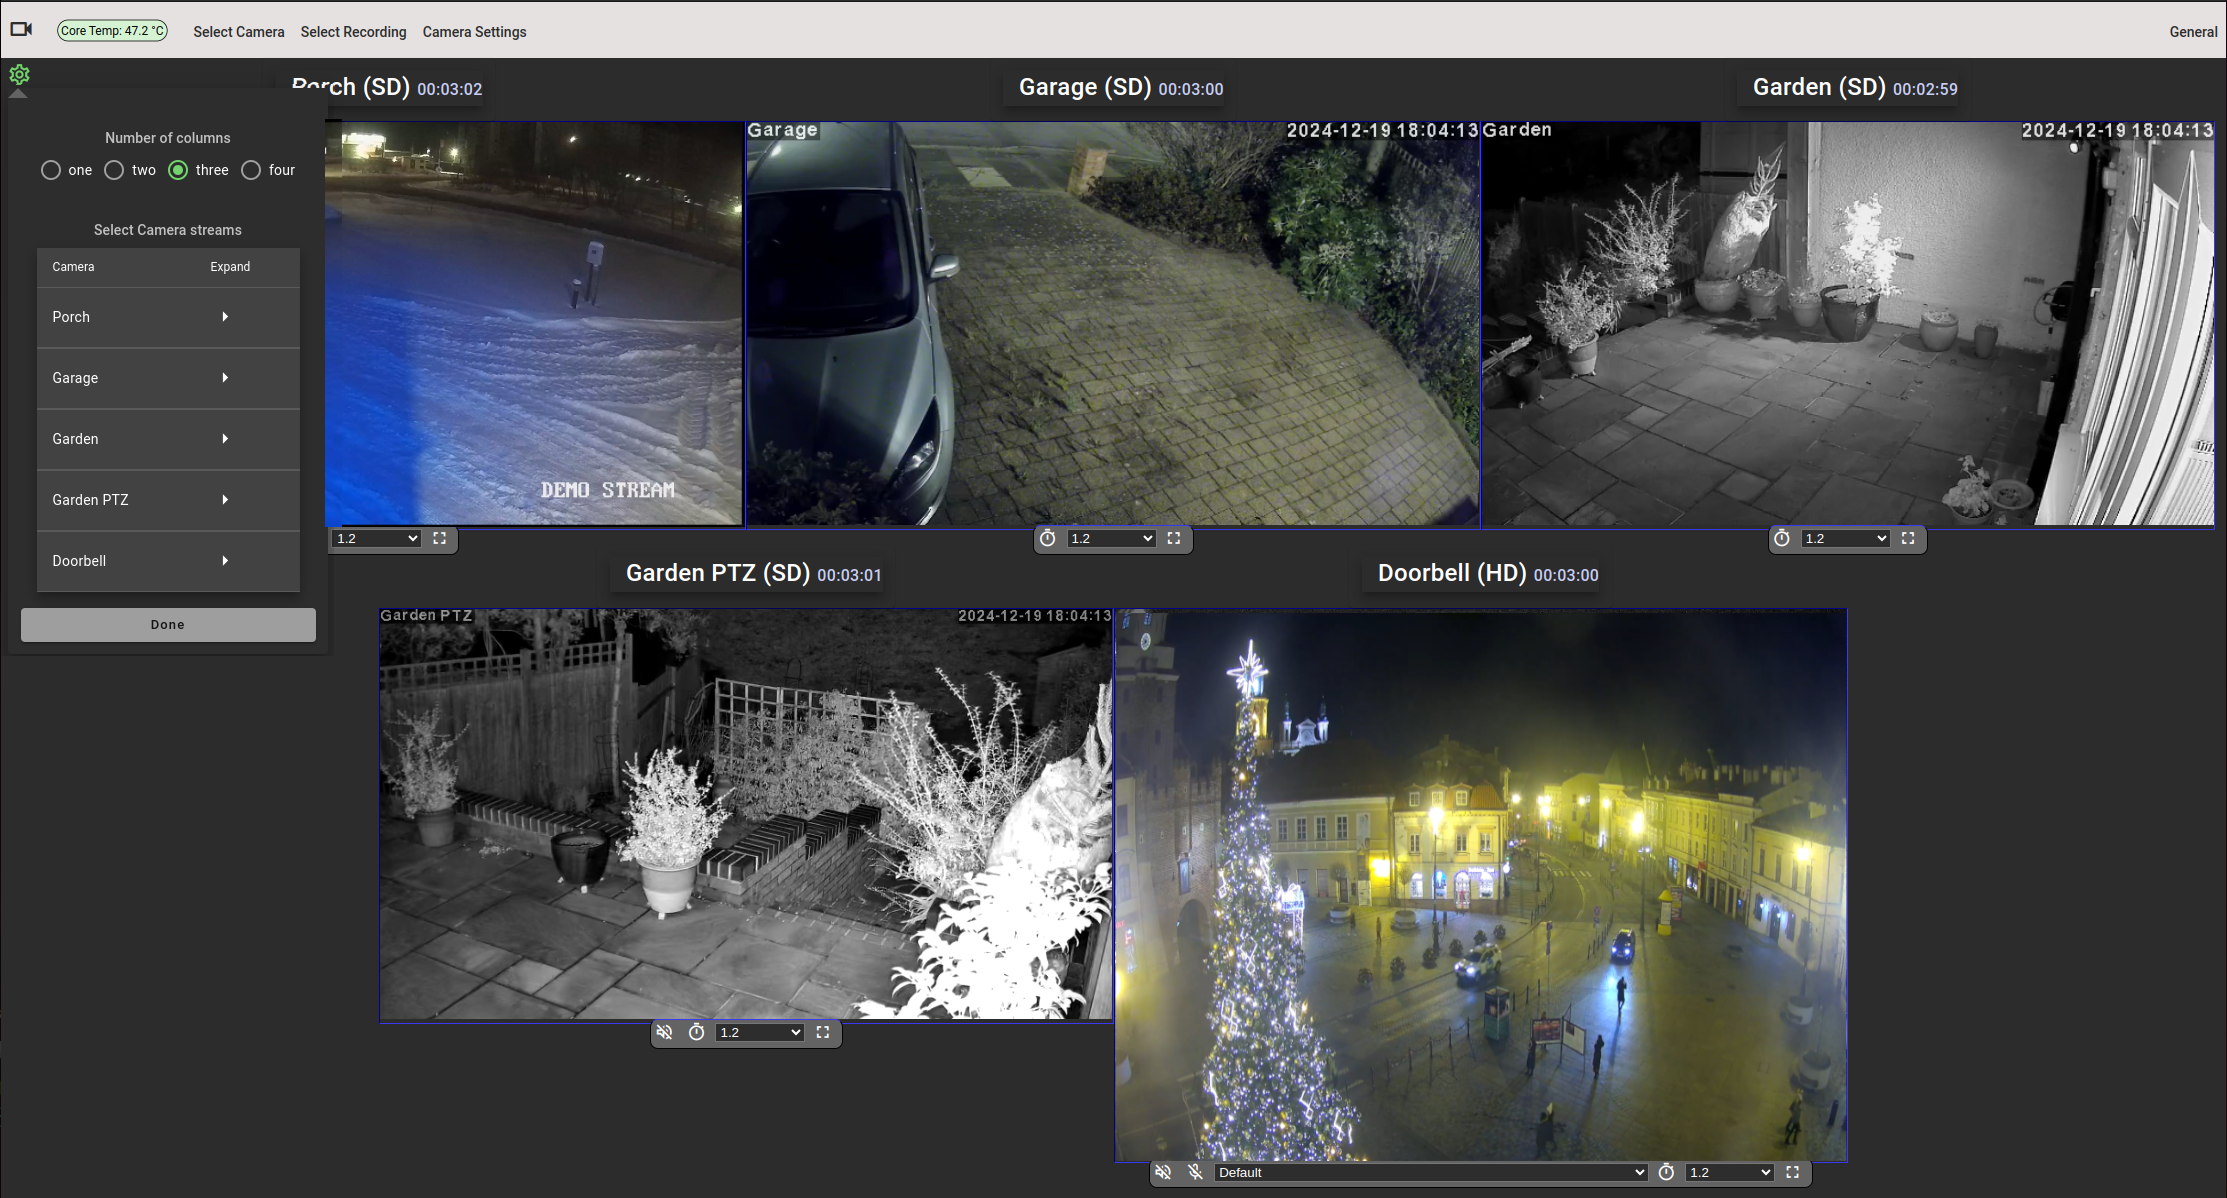 Core Temp: 47.2 °C
Select Camera
Select Recording
Camera Settings
General
Porch (SD) 00:03:02
Garage (SD) 00:03:00
Garden (SD) 00:02:59
Number of columns
one two three four
Select Camera streams
Camera Expand
Porch
Garage
Garden
Garden PTZ
Doorbell
Done
DEMO STREAM
1.2
Garage 2024-12-19 18:04:13
1.2
Garden 2024-12-19 18:04:13
1.2
Garden PTZ (SD) 00:03:01
Doorbell (HD) 00:03:00
Garden PTZ 2024-12-19 18:04:13
1.2
Default 1.2